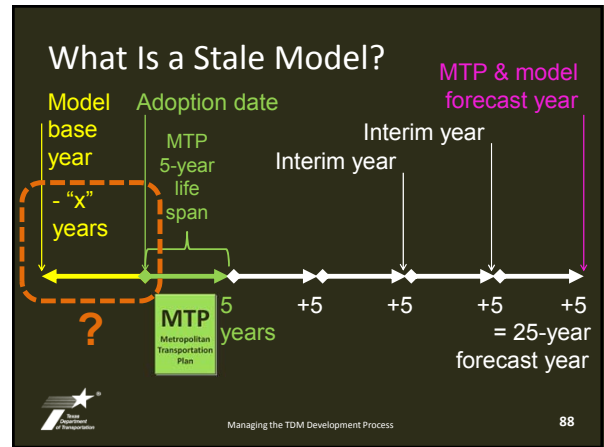 What Is a Stale Model?
MTP & model
forecast year
Model
base
year
Adoption date
MTP
5-year
life
span
Interim year
Interim year
- “x”
years
?
MTP
Metropolitan
Transportation
Plan
5
years
+5
+5
+5
+5
= 25-year
forecast year
Texas
Department
of Transportation
®
Managing the TDM Development Process
88